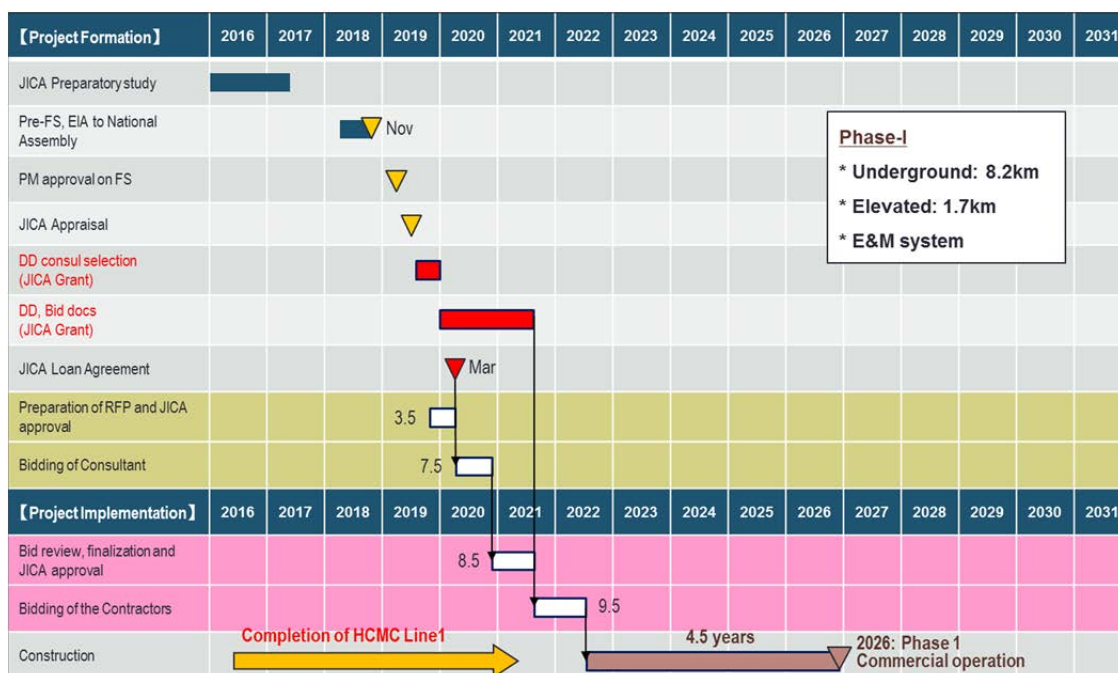 【Project Formation】 2016 2017 2018 2019 2020 2021 2022 2023 2024 2025 2026 2027 2028 2029 2030 2031
JICA Preparatory study
Pre-FS, EIA to National
Assembly
Nov
PM approval on FS
JICA Appraisal
Phase-I
* Underground: 8.2km
* Elevated: 1.7km
* E&M system
DD consul selection
(JICA Grant)
DD, Bid docs
(JICA Grant)
JICA Loan Agreement
Mar
Preparation of RFP and JICA
approval
3.5
Bidding of Consultant
7.5
【Project Implementation】 2016 2017 2018 2019 2020 2021 2022 2023 2024 2025 2026 2027 2028 2029 2030 2031
Bid review, finalization and
JICA approval
8.5
Bidding of the Contractors
9.5
Construction
Completion of HCMC Line1
4.5 years
2026: Phase 1
Commercial operation